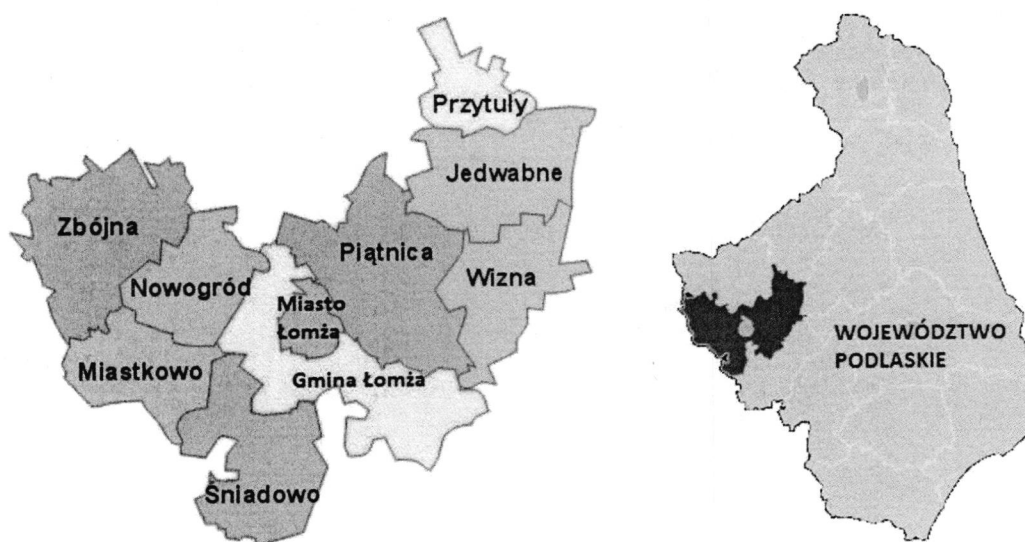 Przytuły
Jedwabne
Zbójna
Piątnica
Wizna
Nowogród
Miasto
Łomża
Miastkowo
Gmina Łomża
Śniadowo
WOJEWÓDZTWO
PODLASKIE